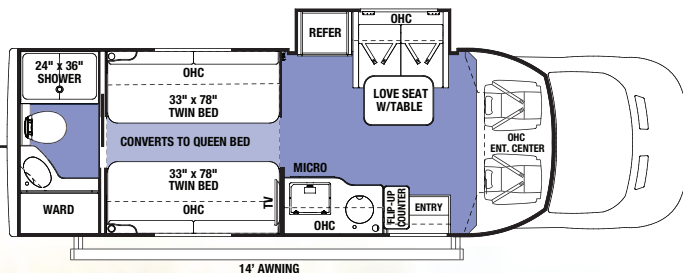 24" x 36"
SHOWER
WARD
OHC
33" x 78"
TWIN BED
CONVERTS TO QUEEN BED
33" x 78"
TWIN BED
OHC
TV
REFER
OHC
LOVE SEAT
W/TABLE
MICRO
OHC
FLIP-UP
COUNTER
ENTRY
OHC
ENT. CENTER
14' AWNING